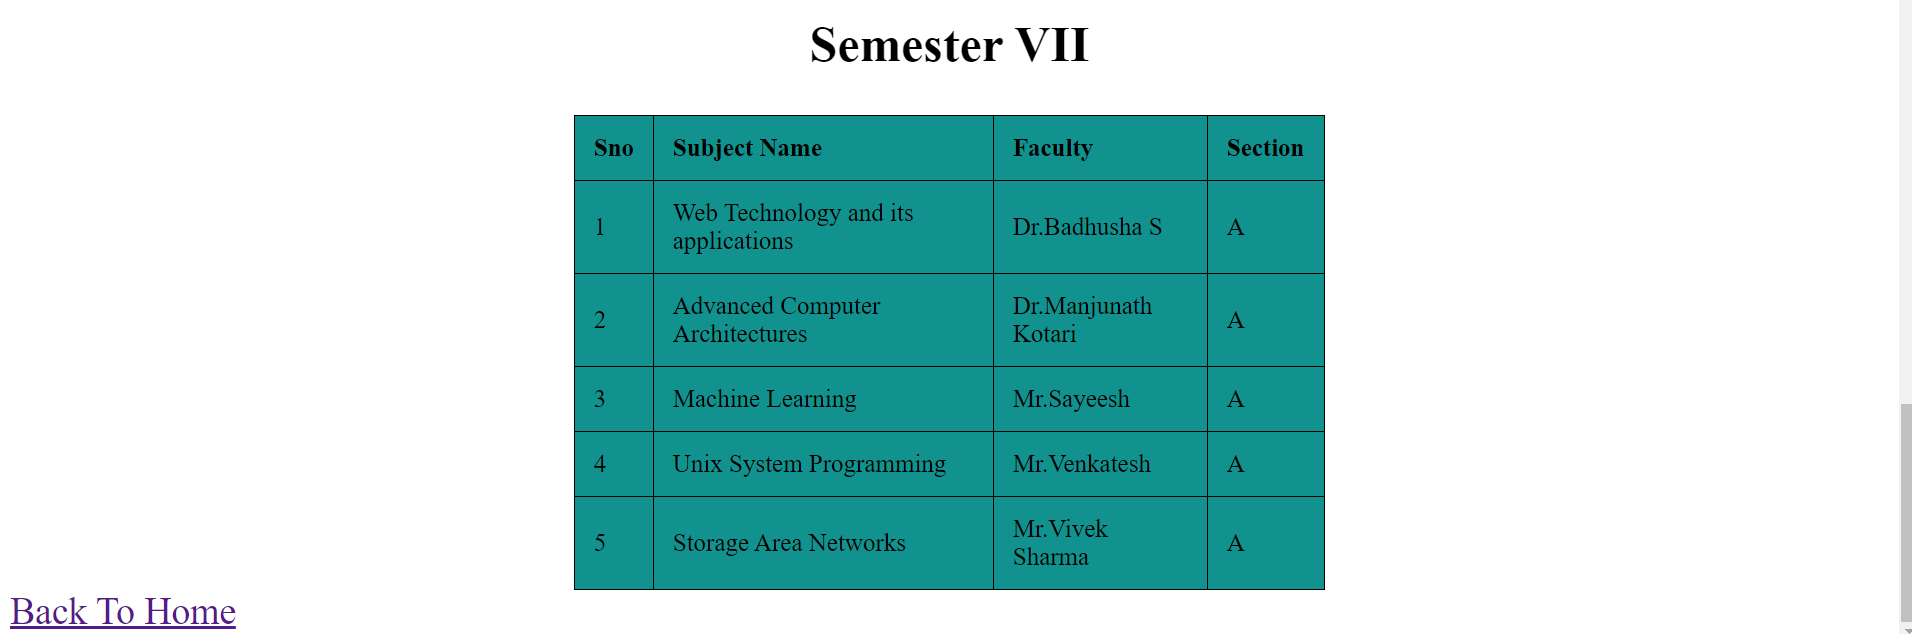 Semester VII
Sno Subject Name Faculty Section
1 Web Technology and its applications Dr.Badhusha S A
2 Advanced Computer Architectures Dr.Manjunath Kotari A
3 Machine Learning Mr.Sayeesh A
4 Unix System Programming Mr.Venkatesh A
5 Storage Area Networks Mr.Vivek Sharma A
Back To Home